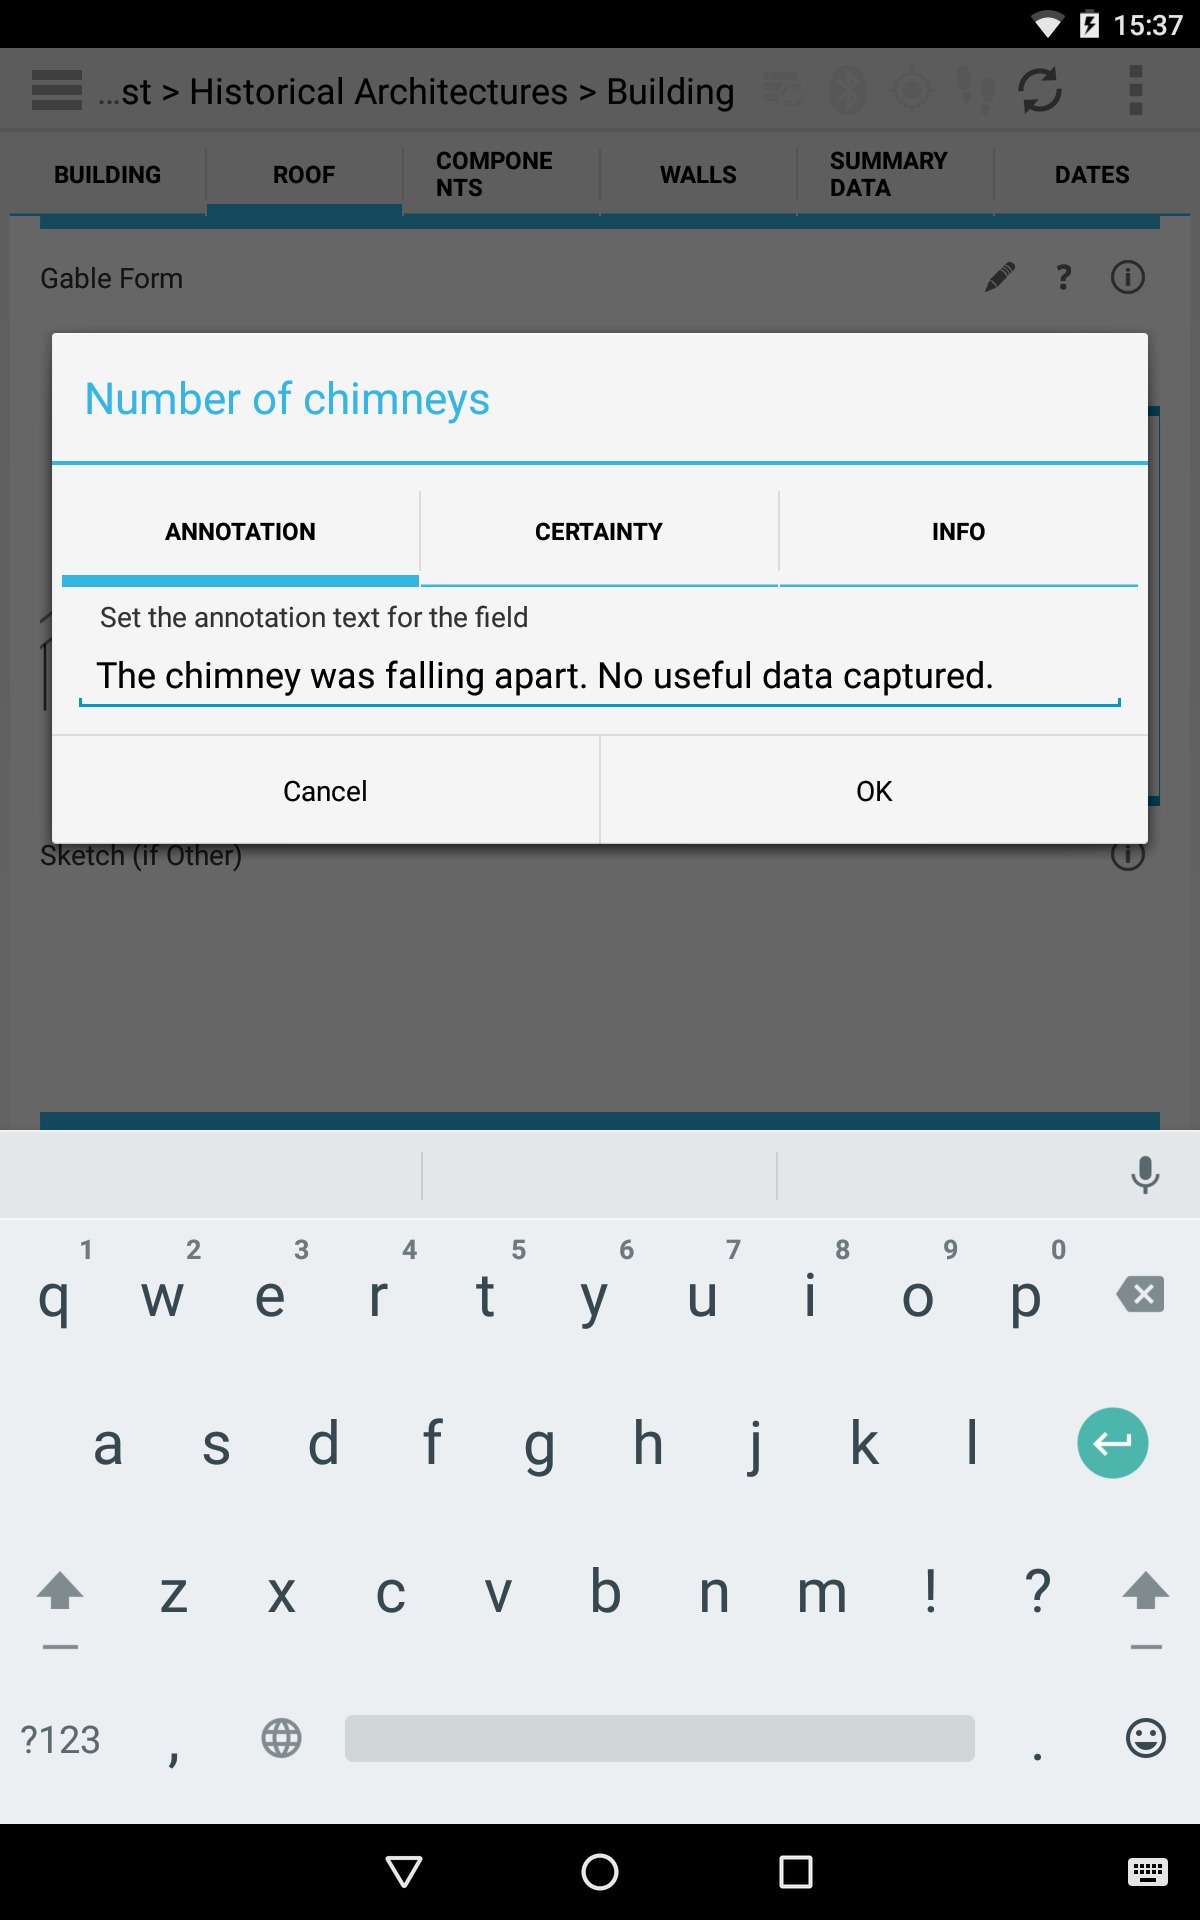 15:37
...st > Historical Architectures > Building
BUILDING
ROOF
COMPONE
NTS
WALLS
SUMMARY
DATA
DATES
Gable Form
?
Number of chimneys
ANNOTATION
CERTAINTY
INFO
Set the annotation text for the field
The chimney was falling apart. No useful data captured.
Cancel
OK
Sketch (if Other)
1 2 3 4 5 6 7 8 9 0
q w e r t y u i o p
a s d f g h j k l
z x c v b n m ! ?
?123 , .